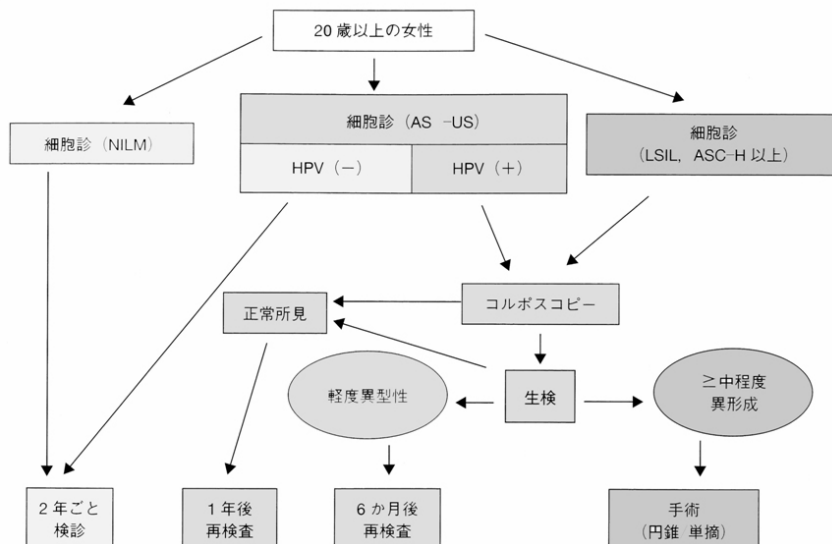 20 歳以上の女性
細胞診（NILM）
細胞診（AS −US）
HPV（−）
HPV（＋）
細胞診
（LSIL，ASC−H 以上）
正常所見
コルポスコピー
軽度異型性
生検
≧中程度
異形成
2 年ごと
検診
1 年後
再検査
6 か月後
再検査
手術
（円錐 単摘）